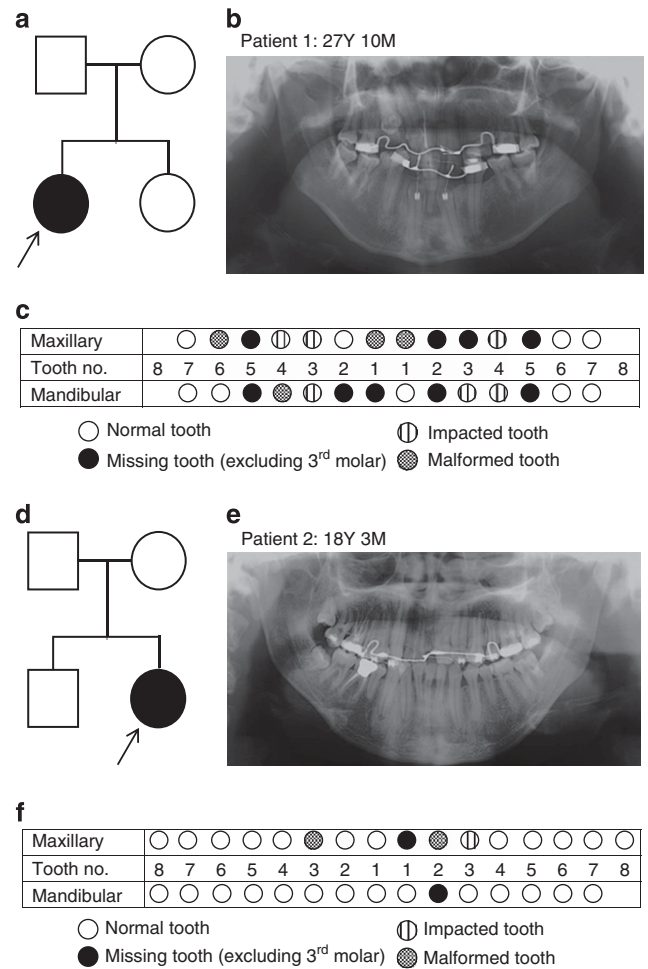 a
b
Patient 1: 27Y 10M
c
Maxillary
Tooth no. 8 7 6 5 4 3 2 1 1 2 3 4 5 6 7 8
Mandibular
Normal tooth
Impacted tooth
Missing tooth (excluding 3rd molar)
Malformed tooth
d
e
Patient 2: 18Y 3M
f
Maxillary
Tooth no. 8 7 6 5 4 3 2 1 1 2 3 4 5 6 7 8
Mandibular
Normal tooth
Impacted tooth
Missing tooth (excluding 3rd molar)
Malformed tooth